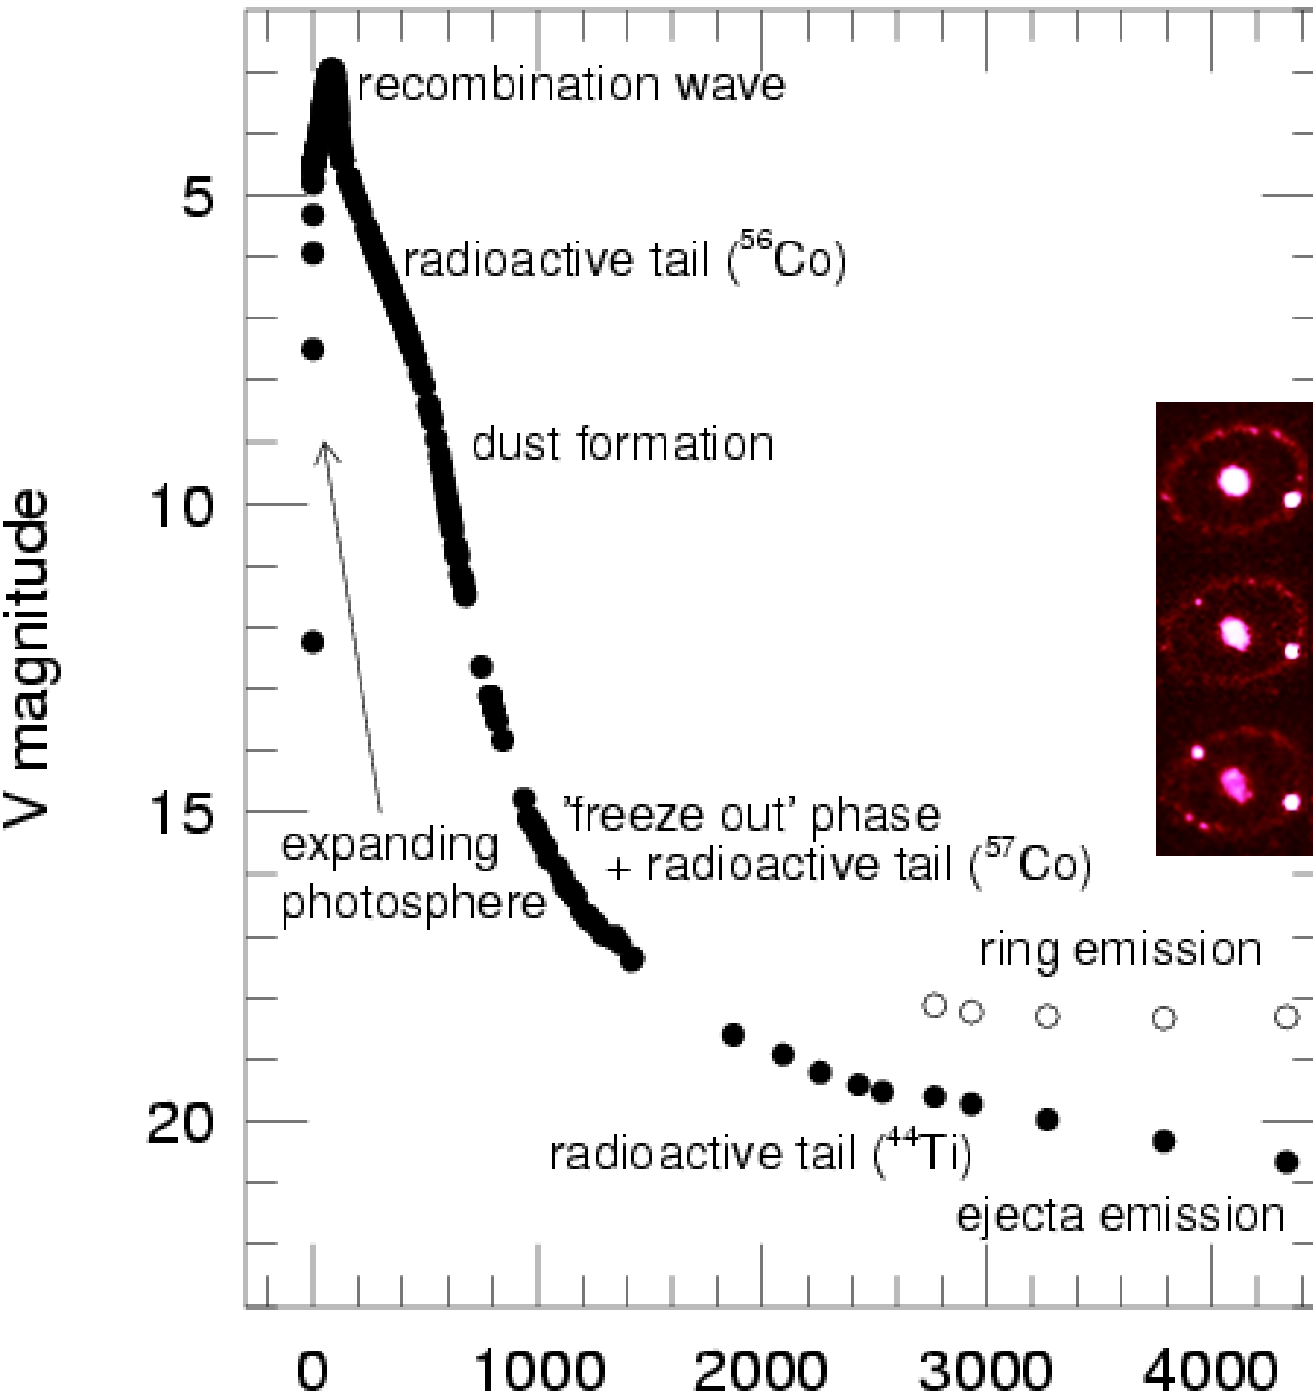 recombination wave
5
radioactive tail (⁵⁶Co)
dust formation
10
V magnitude
15
'freeze out' phase
+ radioactive tail (⁵⁷Co)
expanding
photosphere
ring emission
20
radioactive tail (⁴⁴Ti)
ejecta emission
0 1000 2000 3000 4000